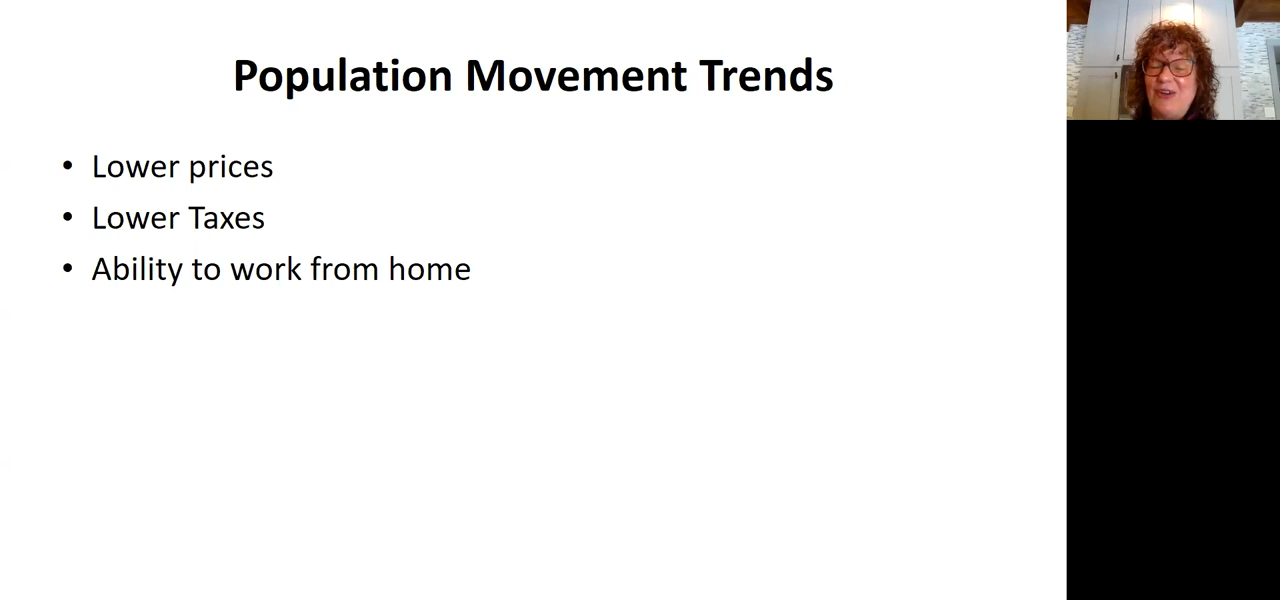 Population Movement Trends
• Lower prices
• Lower Taxes
• Ability to work from home